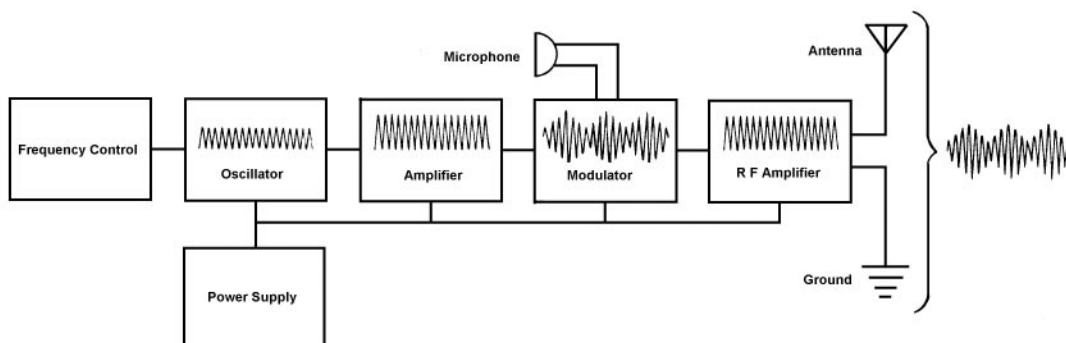 Microphone
Antenna
Frequency Control
Oscillator
Amplifier
Modulator
R F Amplifier
Ground
Power Supply